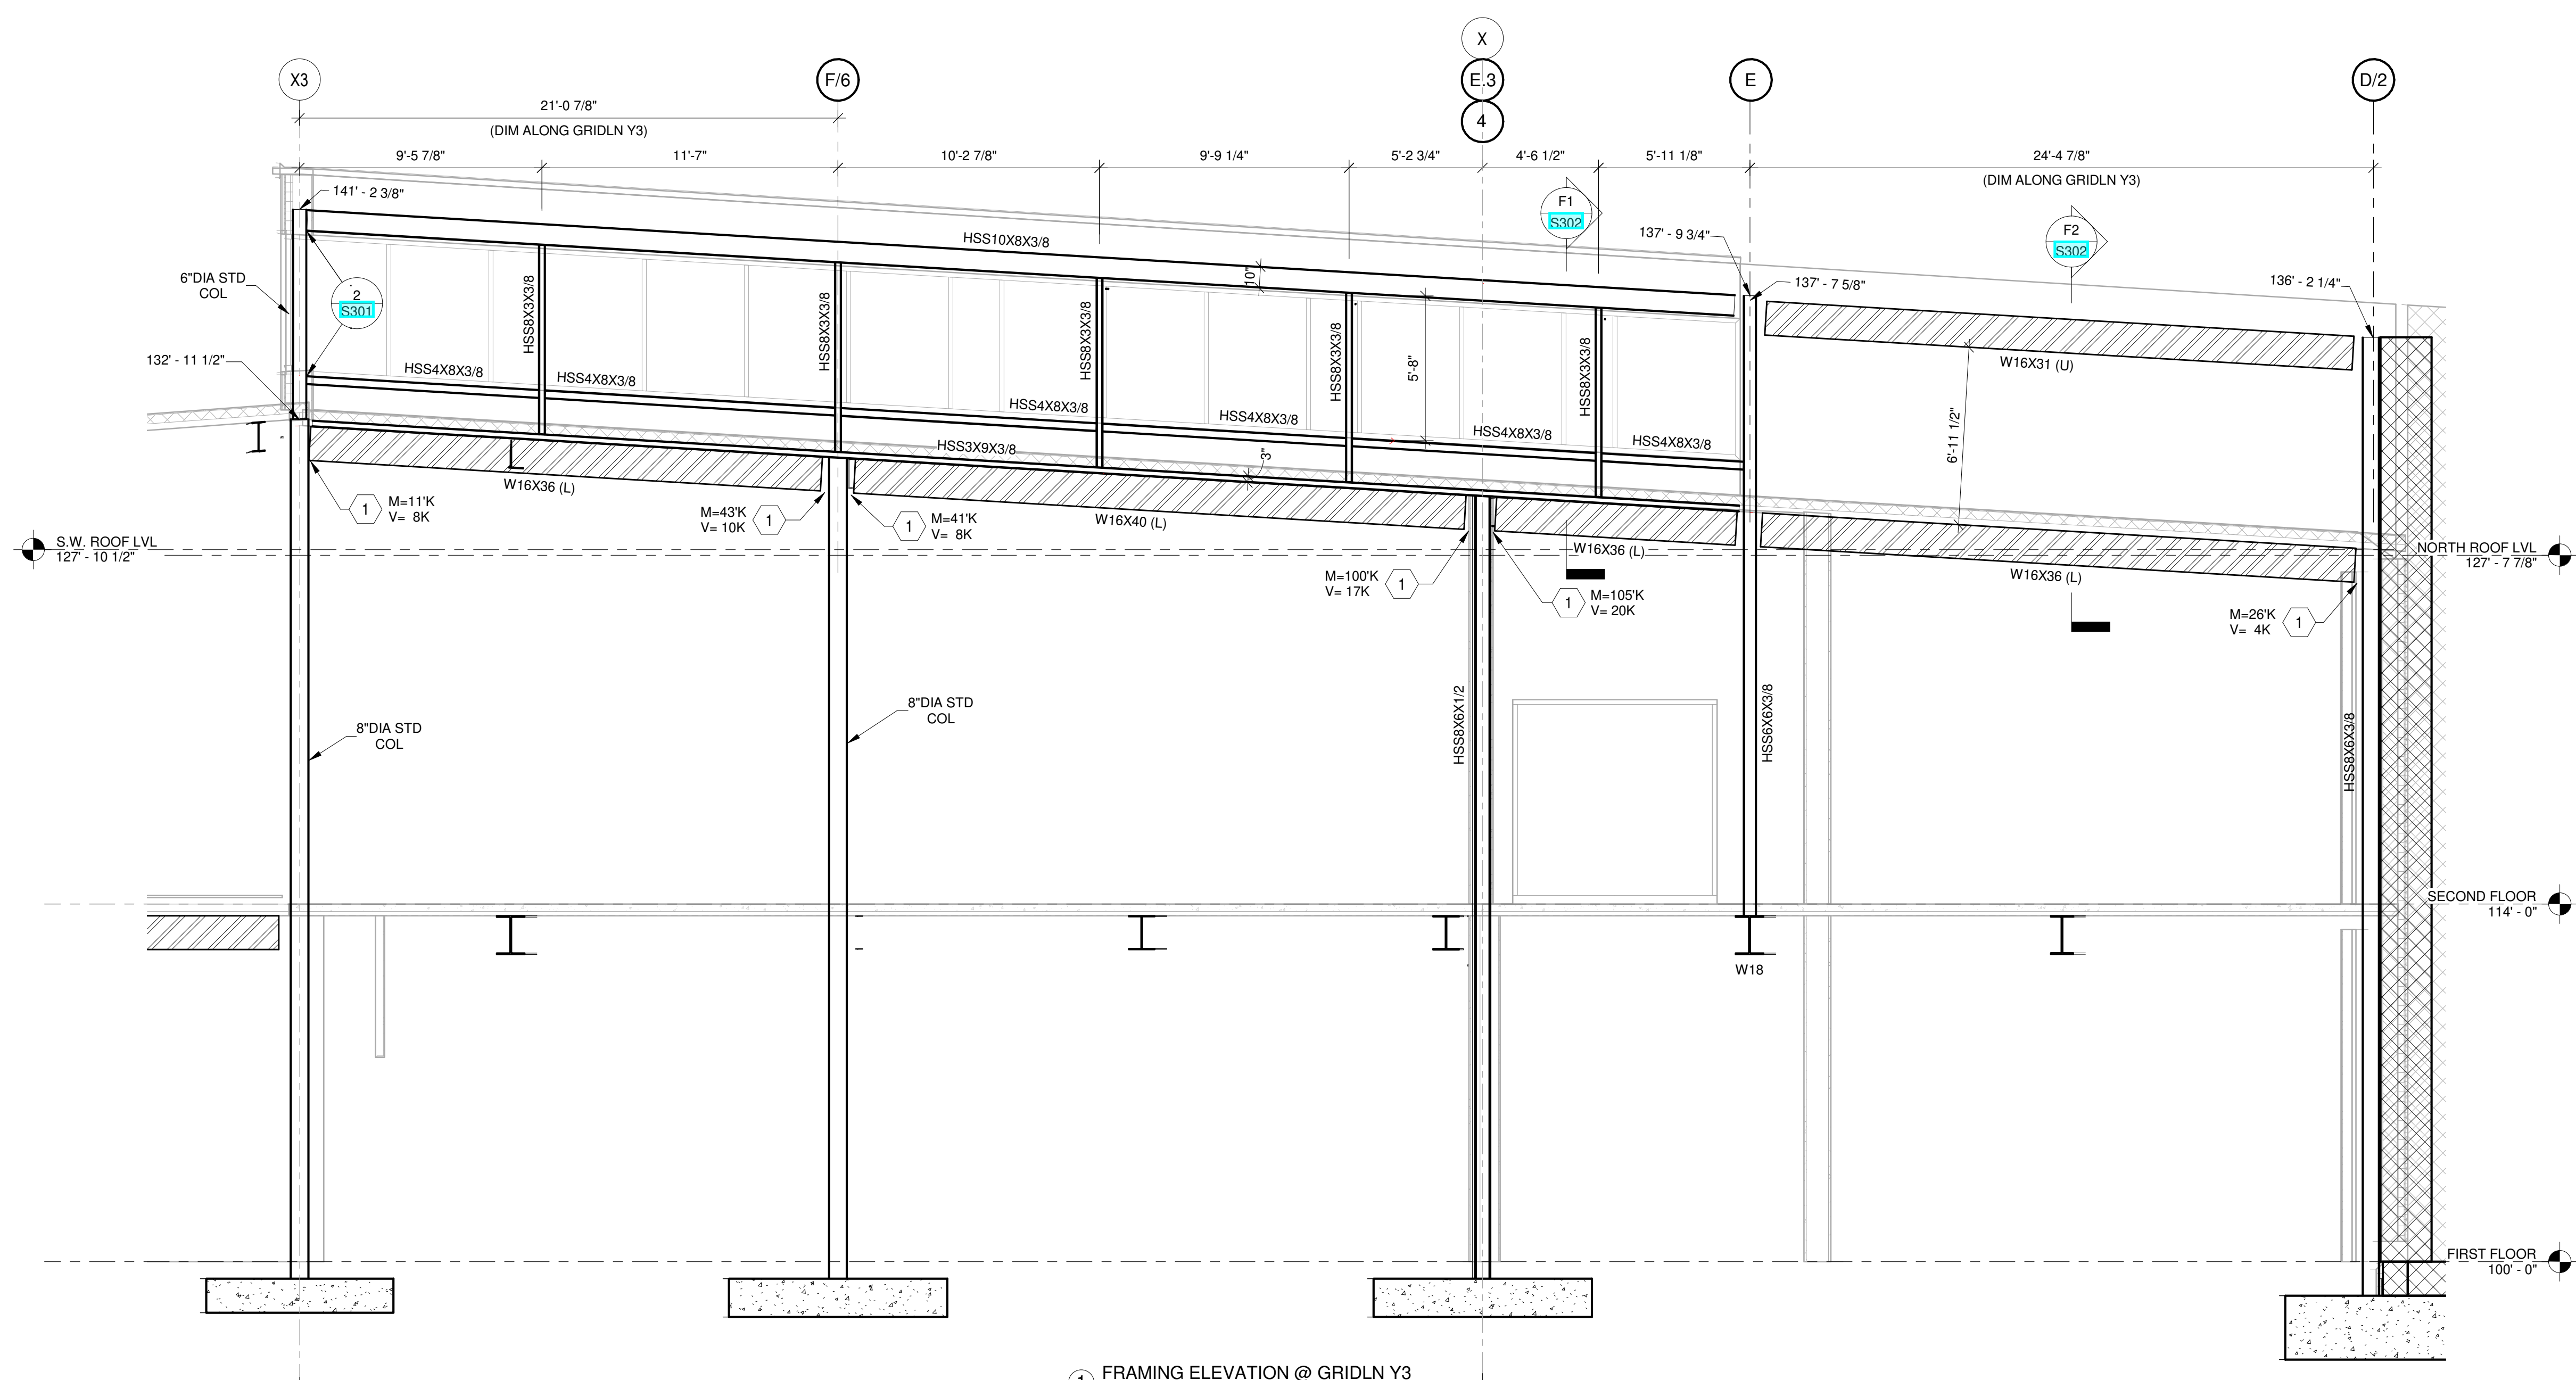 X
X3
F/6
E.3
E
D/2
4
21'-0 7/8"
(DIM ALONG GRIDLN Y3)
9'-5 7/8"
11'-7"
10'-2 7/8"
9'-9 1/4"
5'-2 3/4"
4'-6 1/2"
5'-11 1/8"
24'-4 7/8"
(DIM ALONG GRIDLN Y3)
141' - 2 3/8"
F1
S302
F2
S302
137' - 9 3/4"
HSS10X8X3/8
10"
6"DIA STD
COL
2
S301
137' - 7 5/8"
136' - 2 1/4"
HSS8X3X3/8
HSS8X3X3/8
HSS8X3X3/8
HSS8X3X3/8
HSS8X3X3/8
5'-8"
132' - 11 1/2"
HSS4X8X3/8
HSS4X8X3/8
HSS4X8X3/8
HSS4X8X3/8
HSS4X8X3/8
HSS4X8X3/8
W16X31 (U)
6'-11 1/2"
HSS3X9X3/8
3"
W16X36 (L)
1
M=11'K
V= 8K
M=43'K
V= 10K
1
1
M=41'K
V= 8K
W16X40 (L)
S.W. ROOF LVL
127' - 10 1/2"
W16X36 (L)
NORTH ROOF LVL
127' - 7 7/8"
M=100'K
V= 17K
1
1
M=105'K
V= 20K
W16X36 (L)
M=26'K
V= 4K
1
8"DIA STD
COL
8"DIA STD
COL
HSS8X6X1/2
HSS6X6X3/8
HSS8X6X3/8
SECOND FLOOR
114' - 0"
W18
FIRST FLOOR
100' - 0"
1
FRAMING ELEVATION @ GRIDLN Y3